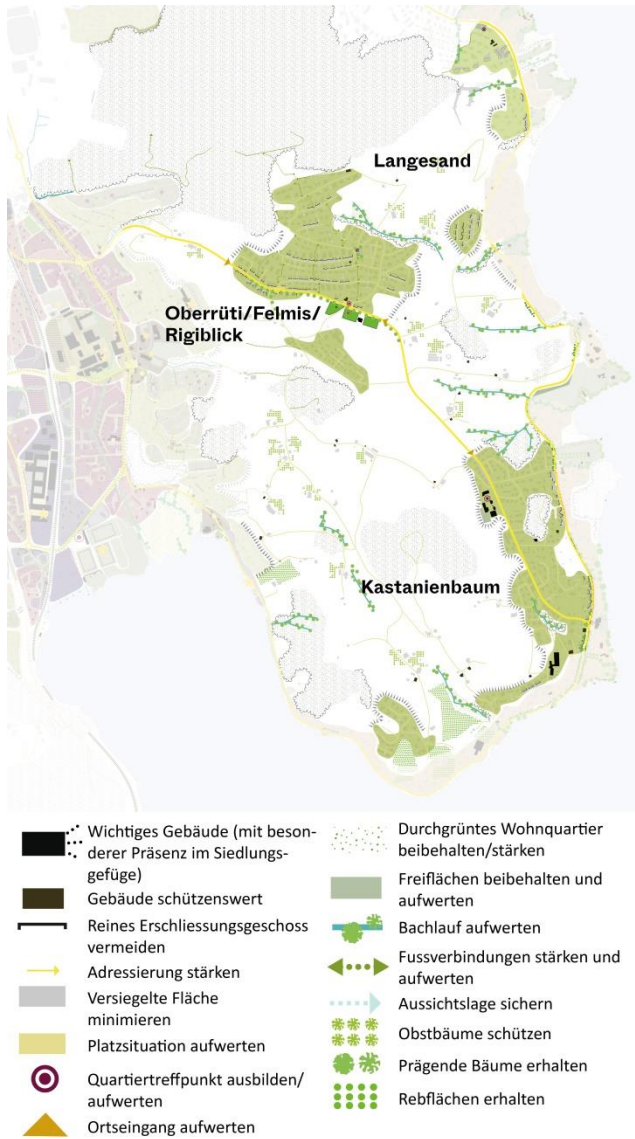 Langesand
Oberrüti/Felmis/
Rigiblick
Kastanienbaum
Wichtiges Gebäude (mit beson-
derer Präsenz im Siedlungs-
gefüge)
Gebäude schützenswert
Reines Erschliessungsgeschoss
vermeiden
Adressierung stärken
Versiegelte Fläche
minimieren
Platzsituation aufwerten
Quartiertreffpunkt ausbilden/
aufwerten
Ortseingang aufwerten
Durchgrüntes Wohnquartier
beibehalten/stärken
Freiflächen beibehalten und
aufwerten
Bachlauf aufwerten
Fussverbindungen stärken und
aufwerten
Aussichtslage sichern
Obstbäume schützen
Prägende Bäume erhalten
Rebflächen erhalten